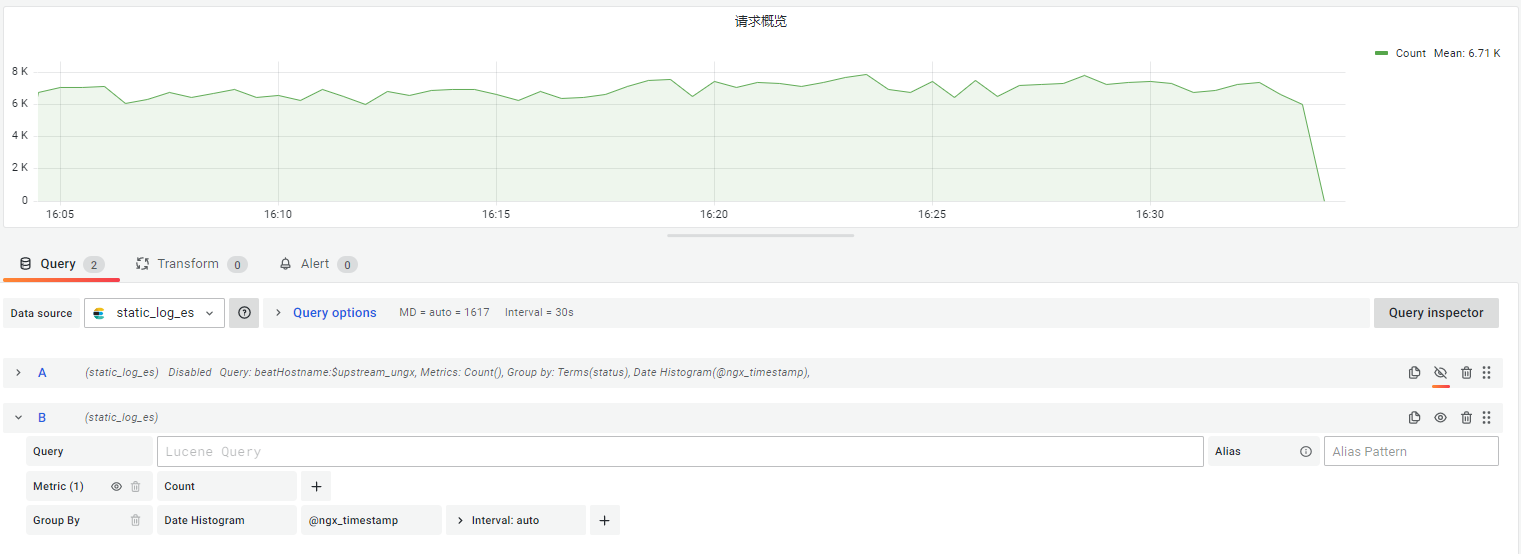 请求概览
Count Mean: 6.71 K
8 K
6 K
4 K
2 K
0
16:05 16:10 16:15 16:20 16:25 16:30
Query 2 Transform 0 Alert 0
Data source static_log_es Query options MD = auto = 1617 Interval = 30s Query inspector
A (static_log_es) Disabled Query: beatHostname:$upstream_ungx, Metrics: Count(), Group by: Terms(status), Date Histogram(@ngx_timestamp),
B (static_log_es)
Query Lucene Query Alias Alias Pattern
Metric (1) Count +
Group By Date Histogram @ngx_timestamp > Interval: auto +